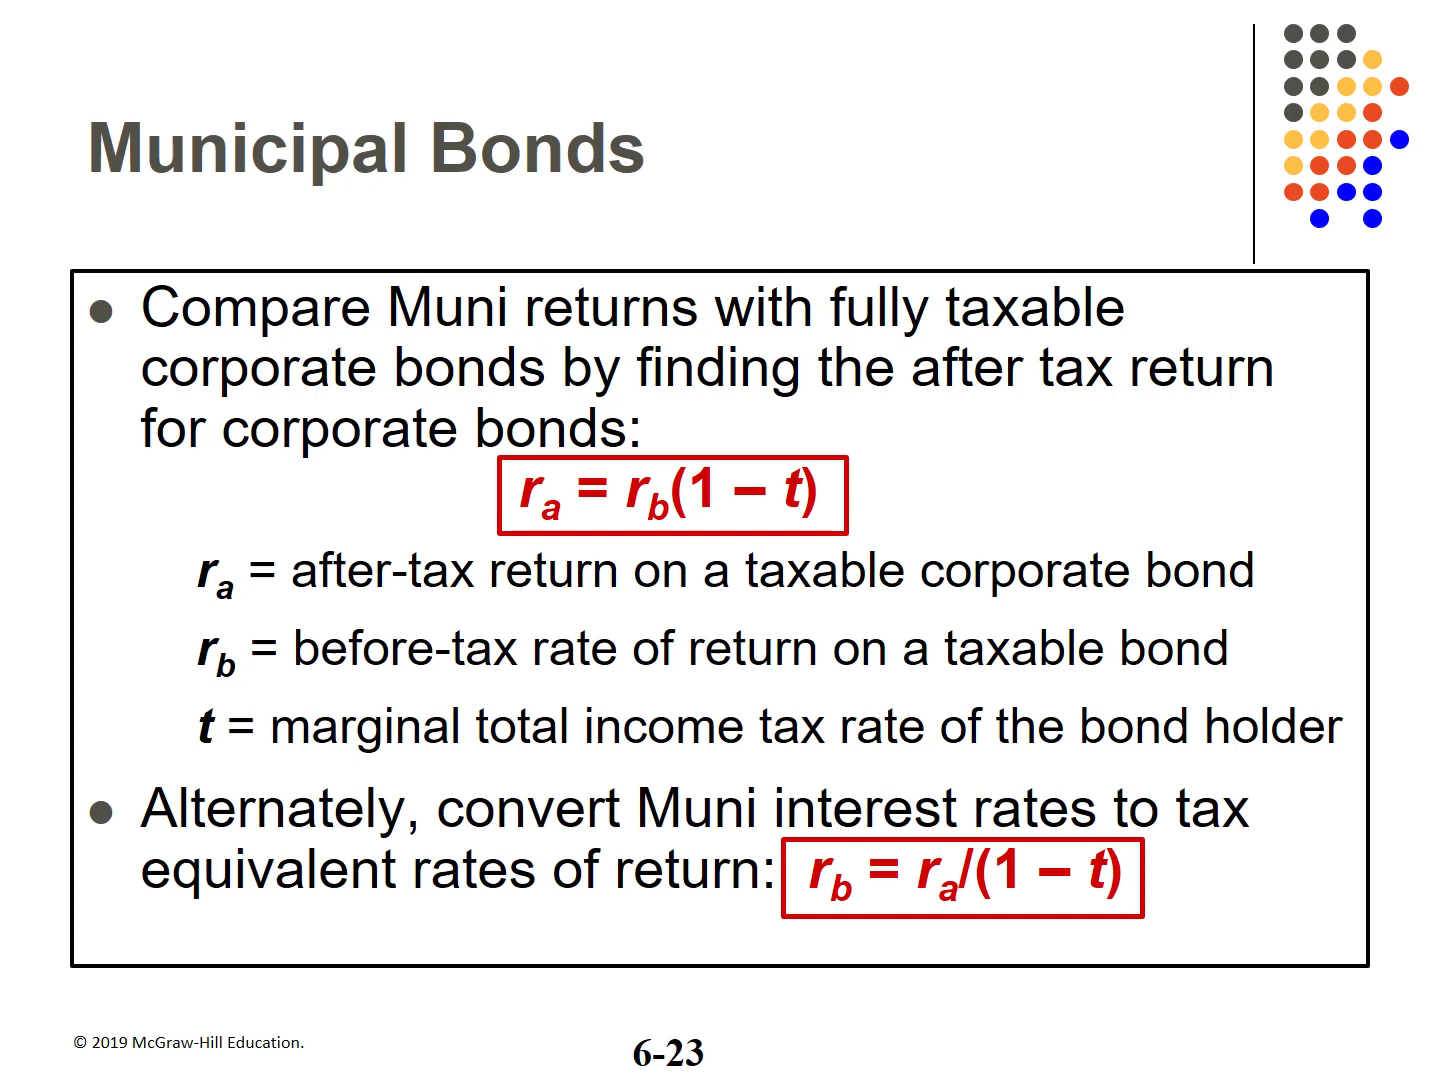 Municipal Bonds
● Compare Muni returns with fully taxable
corporate bonds by finding the after tax return
for corporate bonds:
rₐ = r_b(1 – t)
rₐ = after-tax return on a taxable corporate bond
r_b = before-tax rate of return on a taxable bond
t = marginal total income tax rate of the bond holder
● Alternately, convert Muni interest rates to tax
equivalent rates of return: r_b = rₐ/(1 – t)
© 2019 McGraw-Hill Education.
6-23